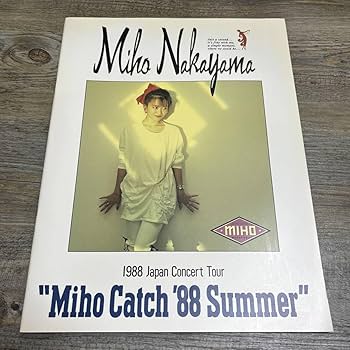 Miho Nakayama
MIHO
1988 Japan Concert Tour
"Miho Catch '88 Summer"